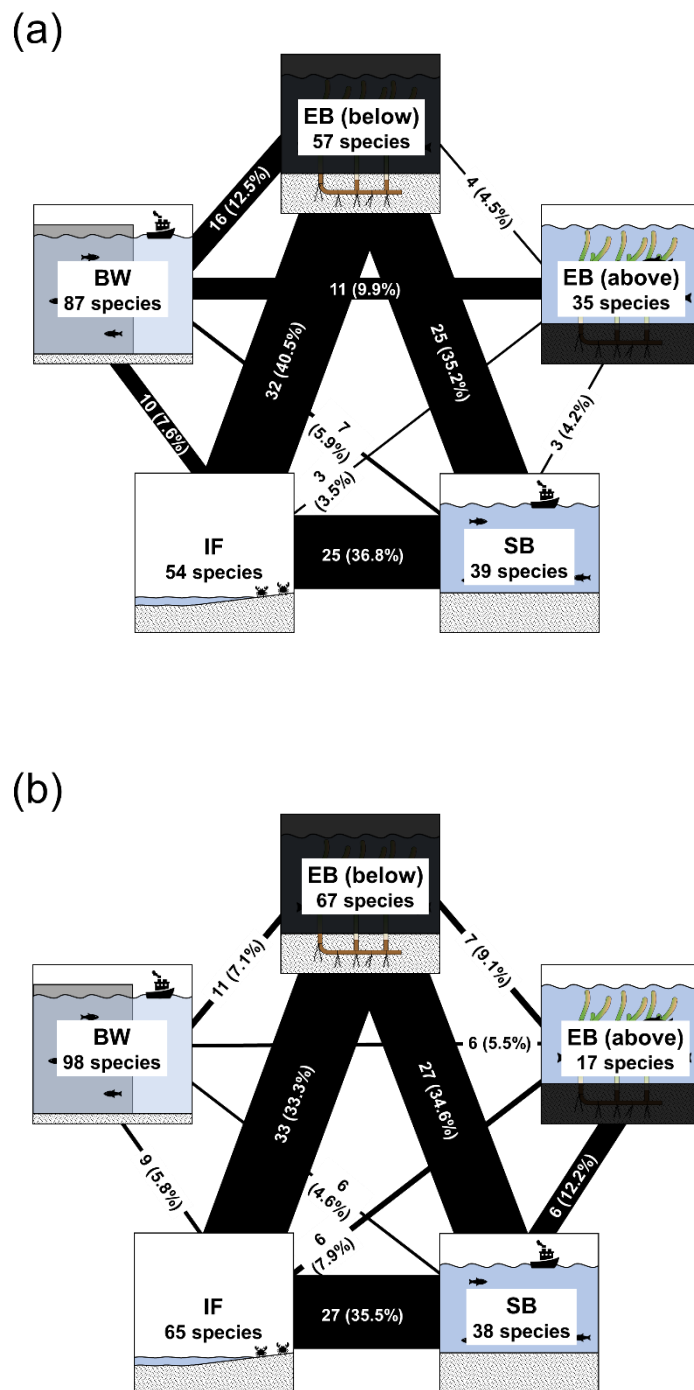 (a)
EB (below)
57 species
16 (12.5%)
4 (4.5%)
BW
87 species
11 (9.9%)
EB (above)
35 species
32 (40.5%)
25 (35.2%)
10 (7.6%)
7
(5.9%)
3
(3.5%)
3 (4.2%)
IF
54 species
25 (36.8%)
SB
39 species
(b)
EB (below)
67 species
11 (7.1%)
7 (9.1%)
BW
98 species
6 (5.5%)
EB (above)
17 species
33 (33.3%)
27 (34.6%)
9 (5.8%)
6
(4.6%)
6
(7.9%)
6 (12.2%)
IF
65 species
27 (35.5%)
SB
38 species